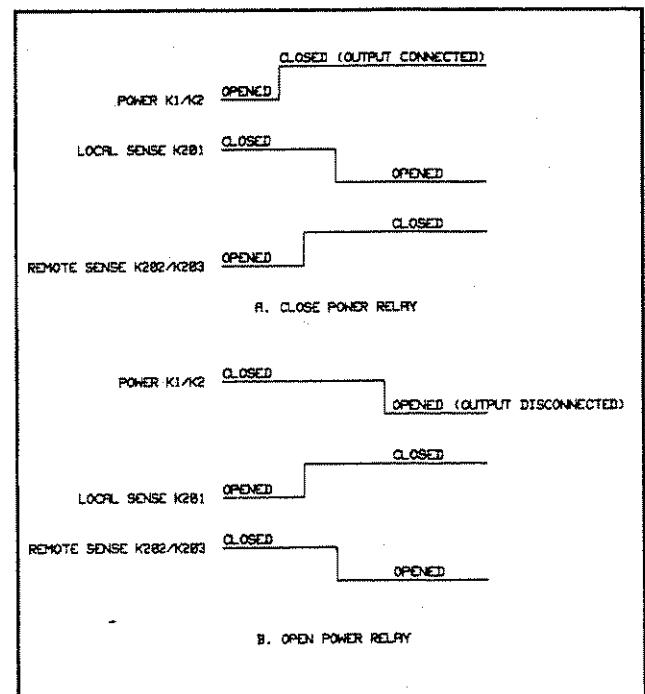 CLOSED (OUTPUT CONNECTED)
POWER K1/K2 OPENED
LOCAL SENSE K201 CLOSED
OPENED
CLOSED
REMOTE SENSE K202/K203 OPENED
A. CLOSE POWER RELAY
POWER K1/K2 CLOSED
OPENED (OUTPUT DISCONNECTED)
CLOSED
LOCAL SENSE K201 OPENED
REMOTE SENSE K202/K203 CLOSED
OPENED
B. OPEN POWER RELAY